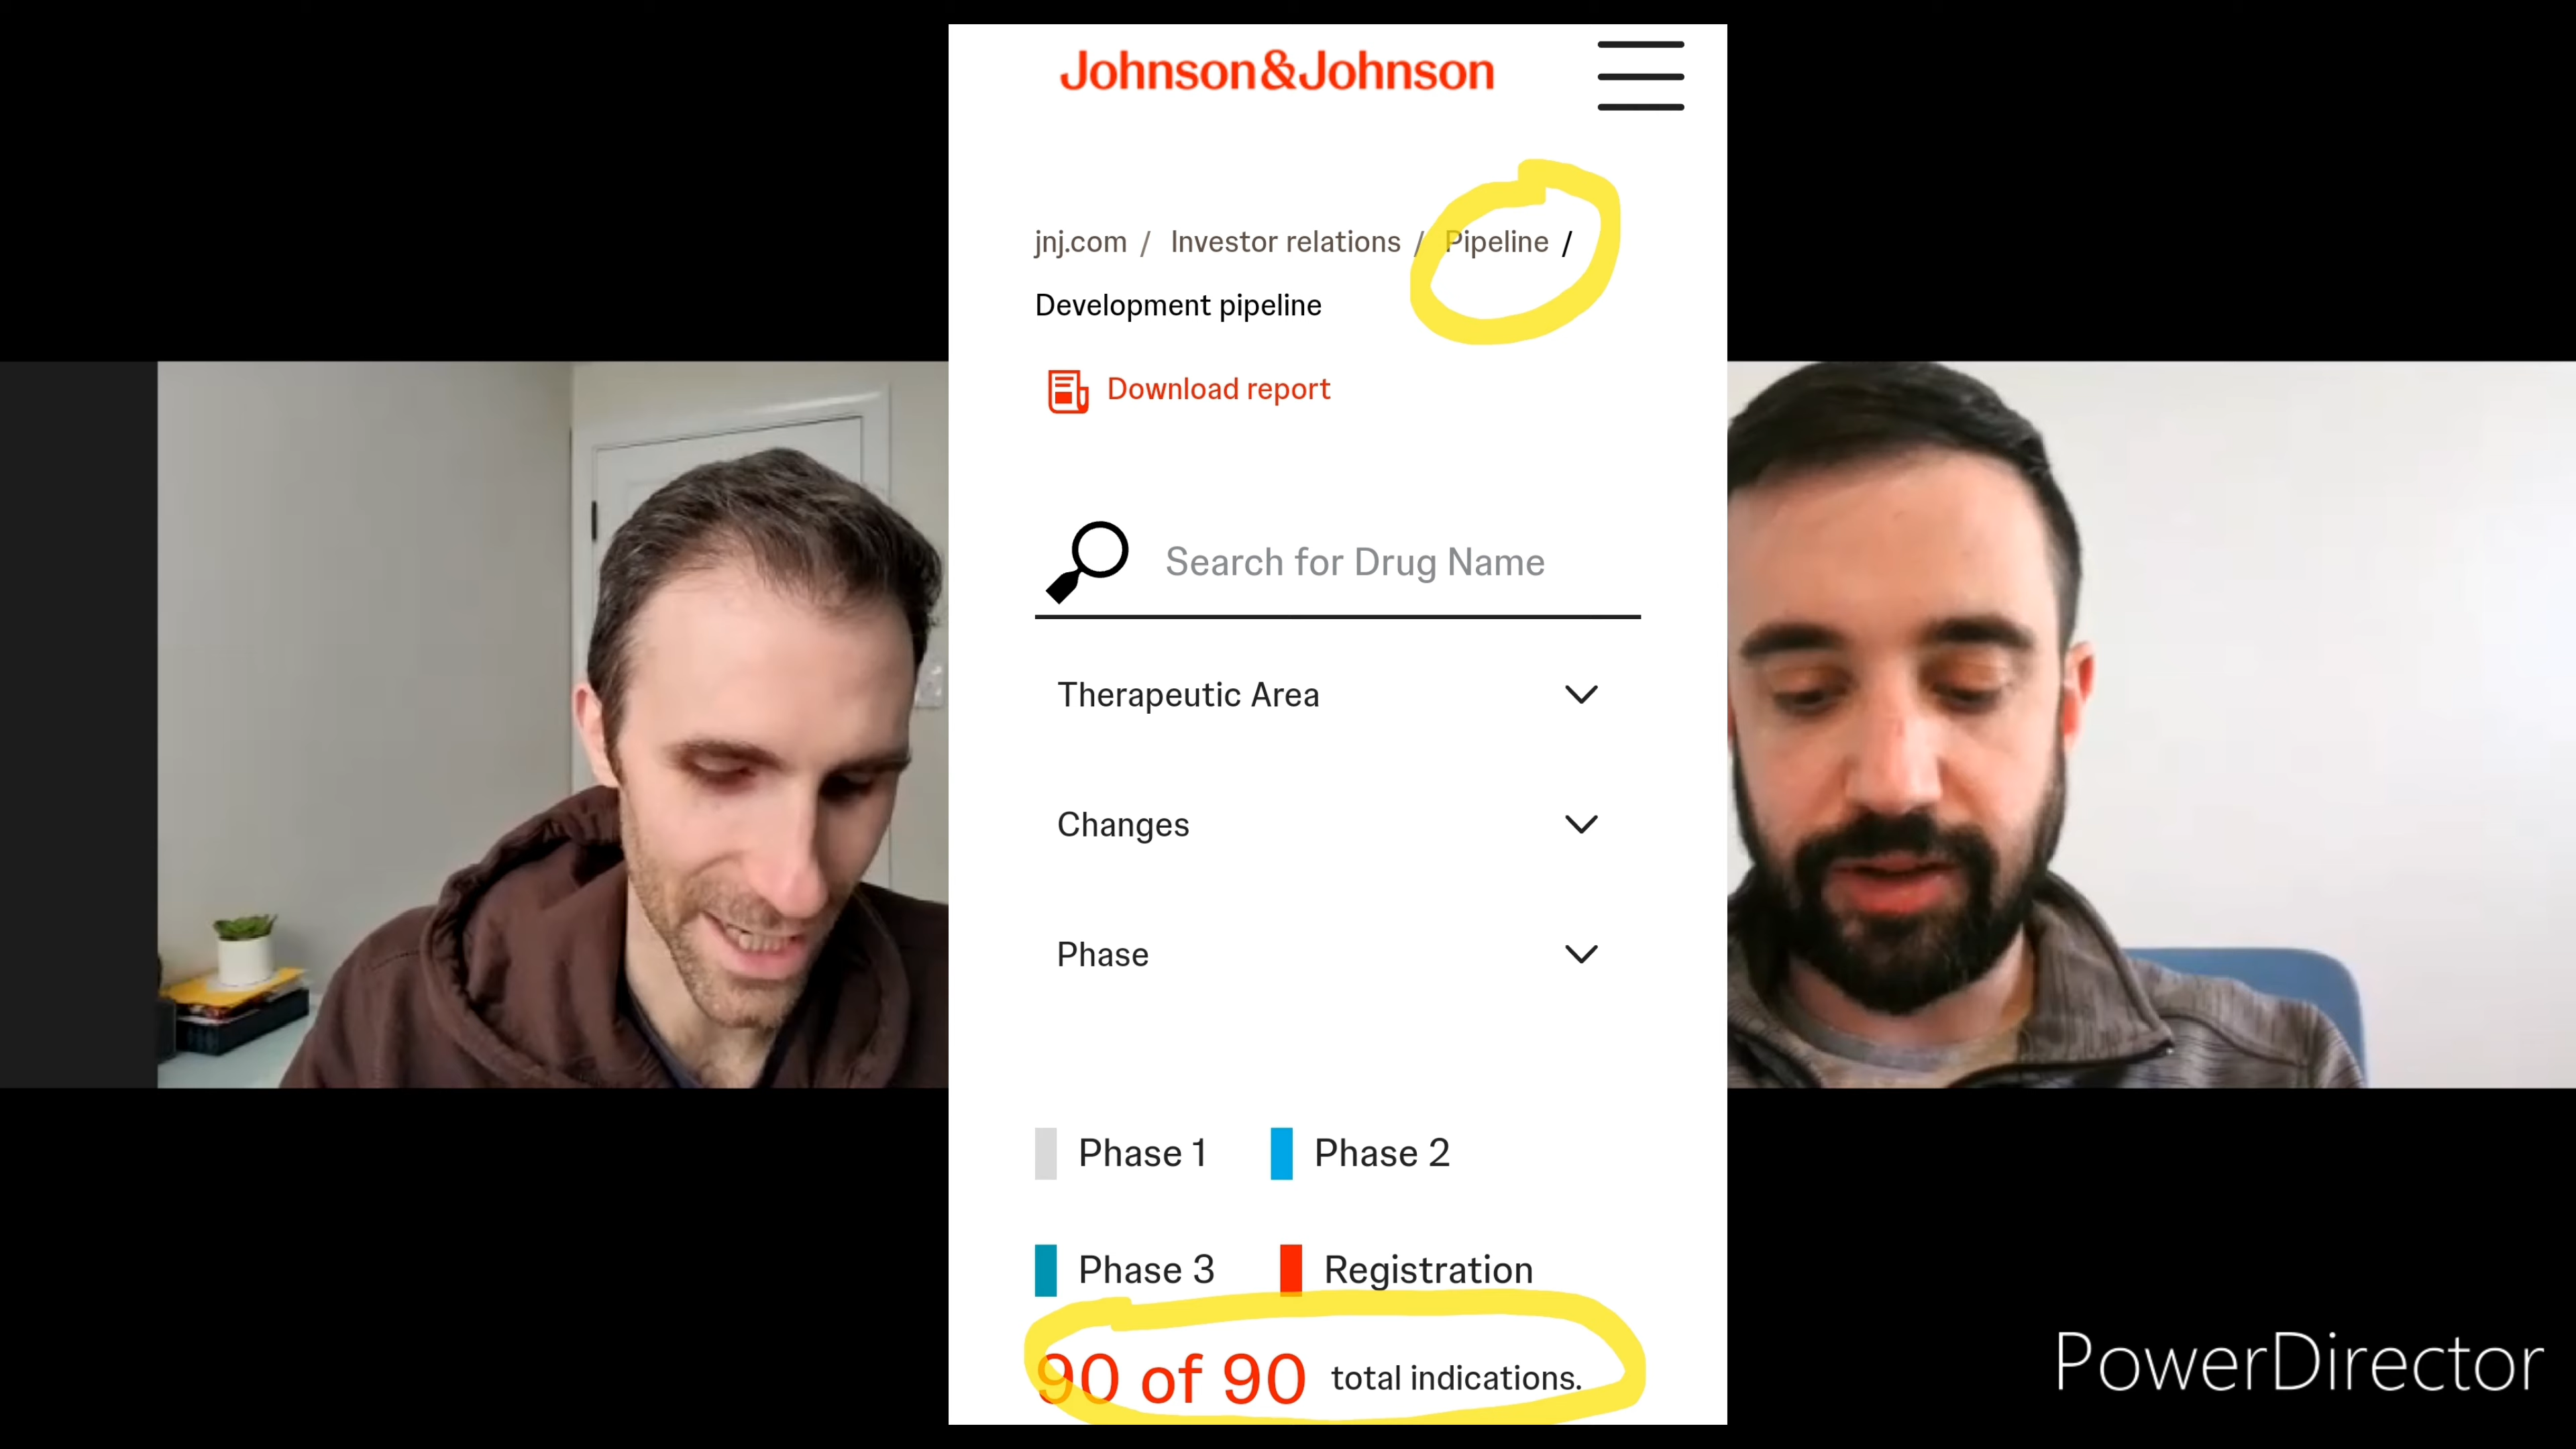 Johnson&Johnson
jnj.com / Investor relations / Pipeline /
Development pipeline
Download report
Search for Drug Name
Therapeutic Area
Changes
Phase
Phase 1 Phase 2
Phase 3 Registration
90 of 90 total indications.
PowerDirector